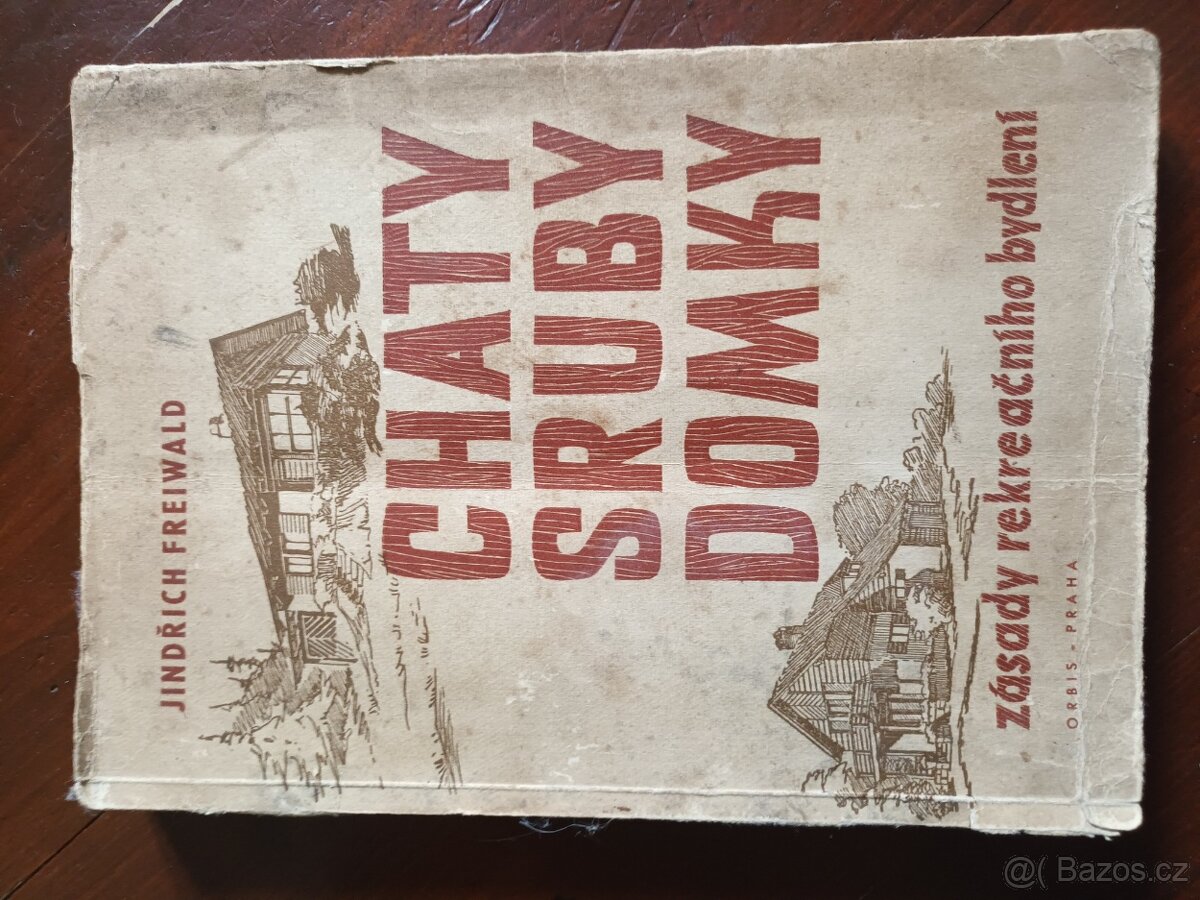 JINDŘICH FREIWALD
CHATY
SRUBY
DOMKY
zásady rekreačního bydlení
ORBIS - PRAHA
@( Bazos.cz